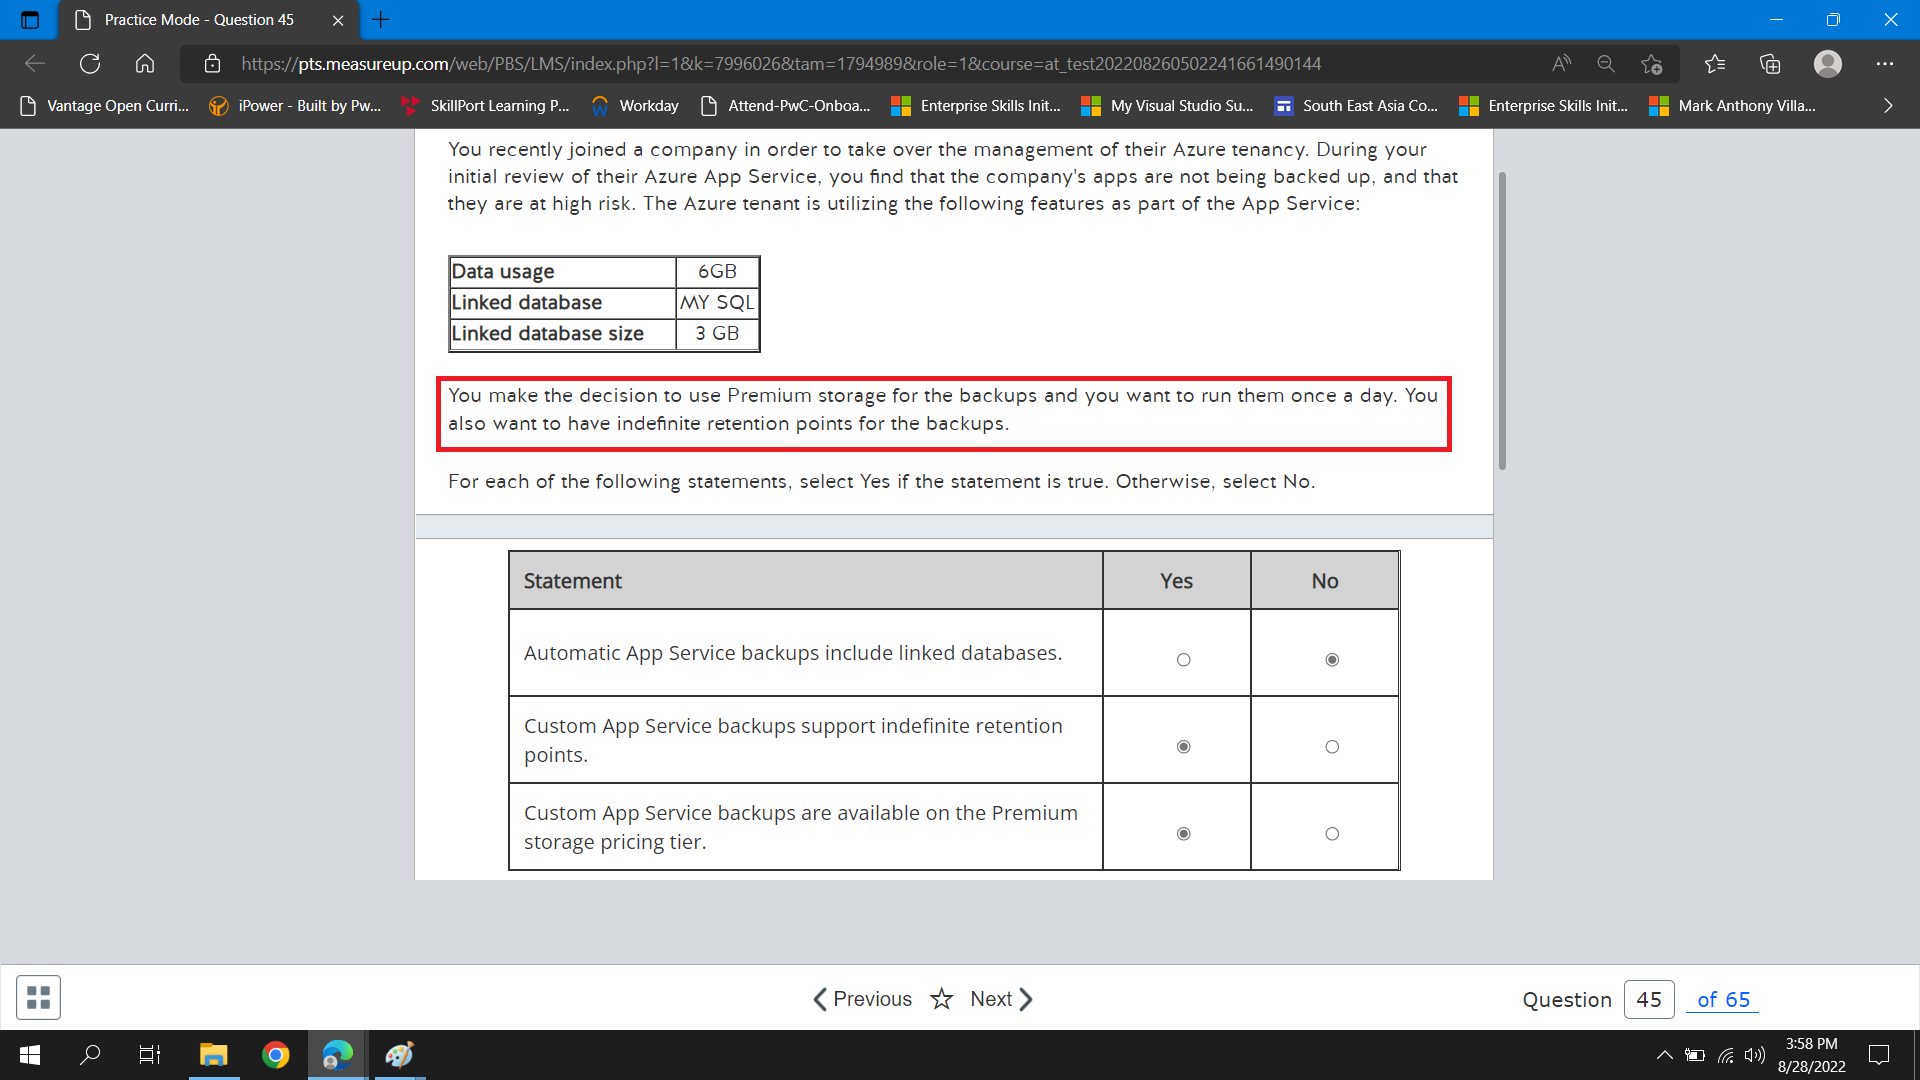 Practice Mode - Question 45
https://pts.measureup.com/web/PBS/LMS/index.php?l=1&k=7996026&tam=1794989&role=1&course=at_test202208260502241661490144
Vantage Open Curri... iPower - Built by Pw... SkillPort Learning P... Workday Attend-PwC-Onboa... Enterprise Skills Init... My Visual Studio Su... South East Asia Co... Enterprise Skills Init... Mark Anthony Villa...
You recently joined a company in order to take over the management of their Azure tenancy. During your
initial review of their Azure App Service, you find that the company's apps are not being backed up, and that
they are at high risk. The Azure tenant is utilizing the following features as part of the App Service:
Data usage 6GB
Linked database MY SQL
Linked database size 3 GB
You make the decision to use Premium storage for the backups and you want to run them once a day. You
also want to have indefinite retention points for the backups.
For each of the following statements, select Yes if the statement is true. Otherwise, select No.
Statement Yes No
Automatic App Service backups include linked databases.
Custom App Service backups support indefinite retention
points.
Custom App Service backups are available on the Premium
storage pricing tier.
Previous Next Question 45 of 65
3:58 PM
8/28/2022